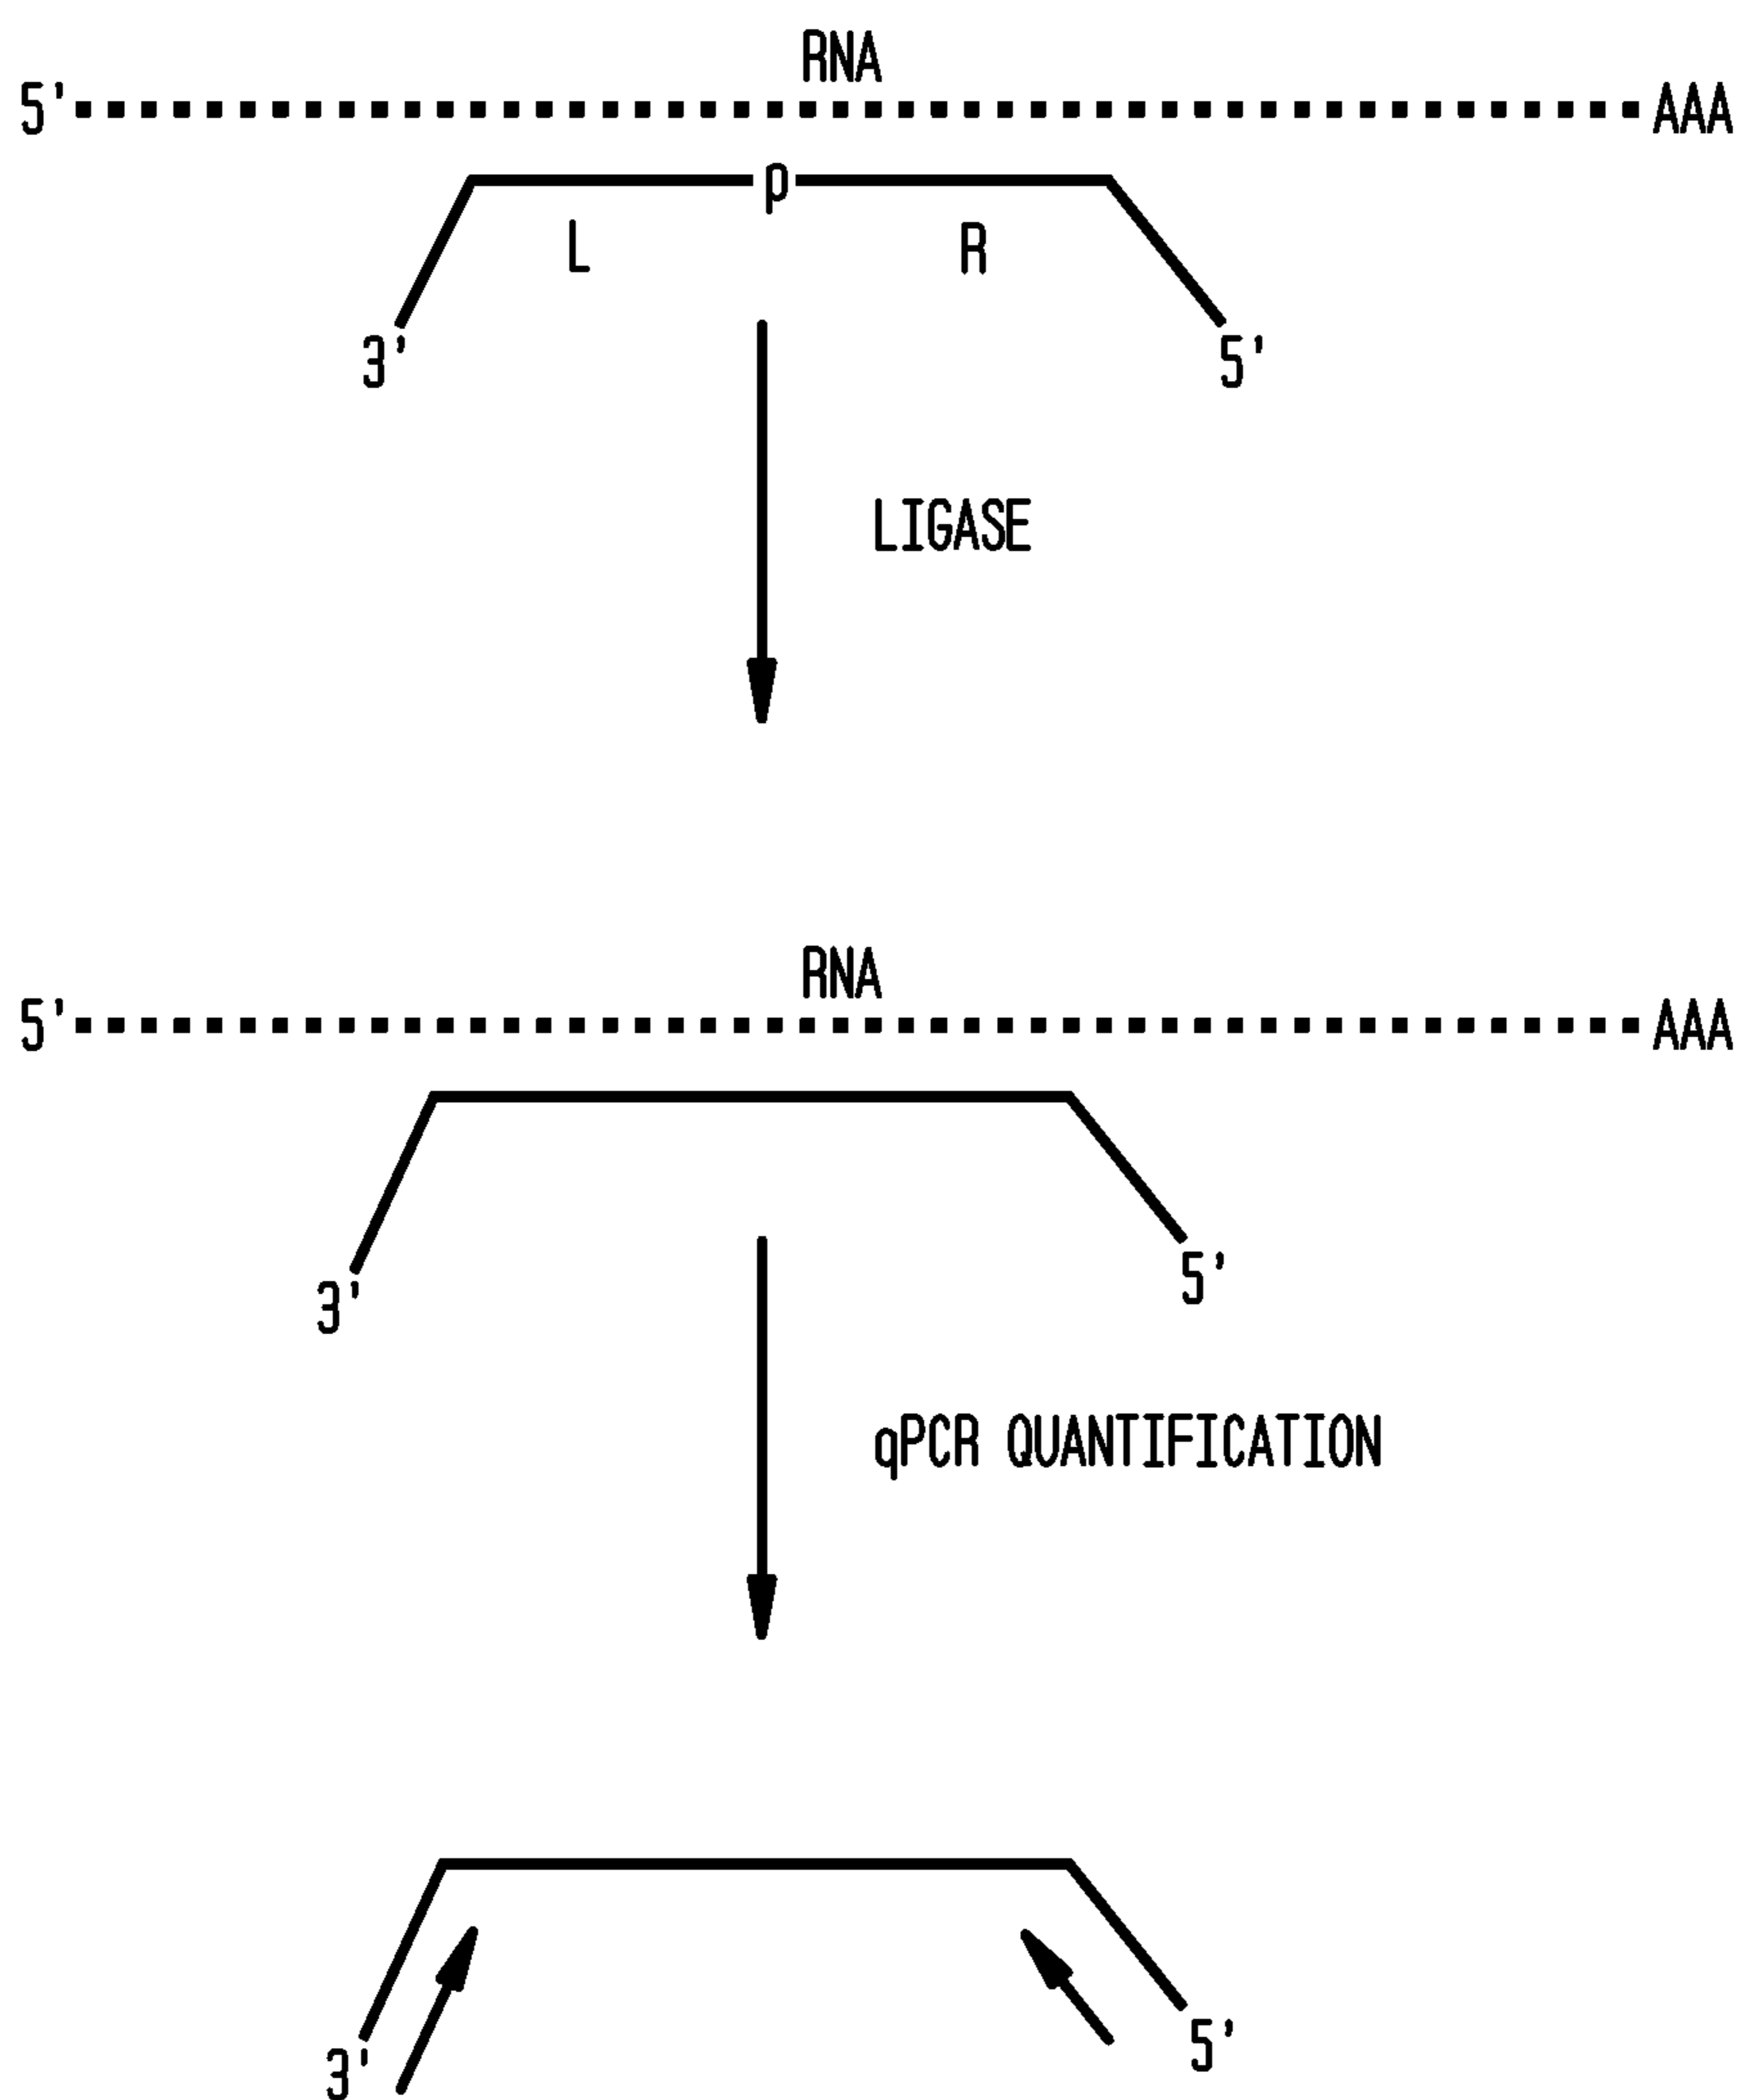 RNA
5' AAA
p
L R
3' 5'
LIGASE
RNA
5' AAA
3' 5'
qPCR QUANTIFICATION
3' 5'